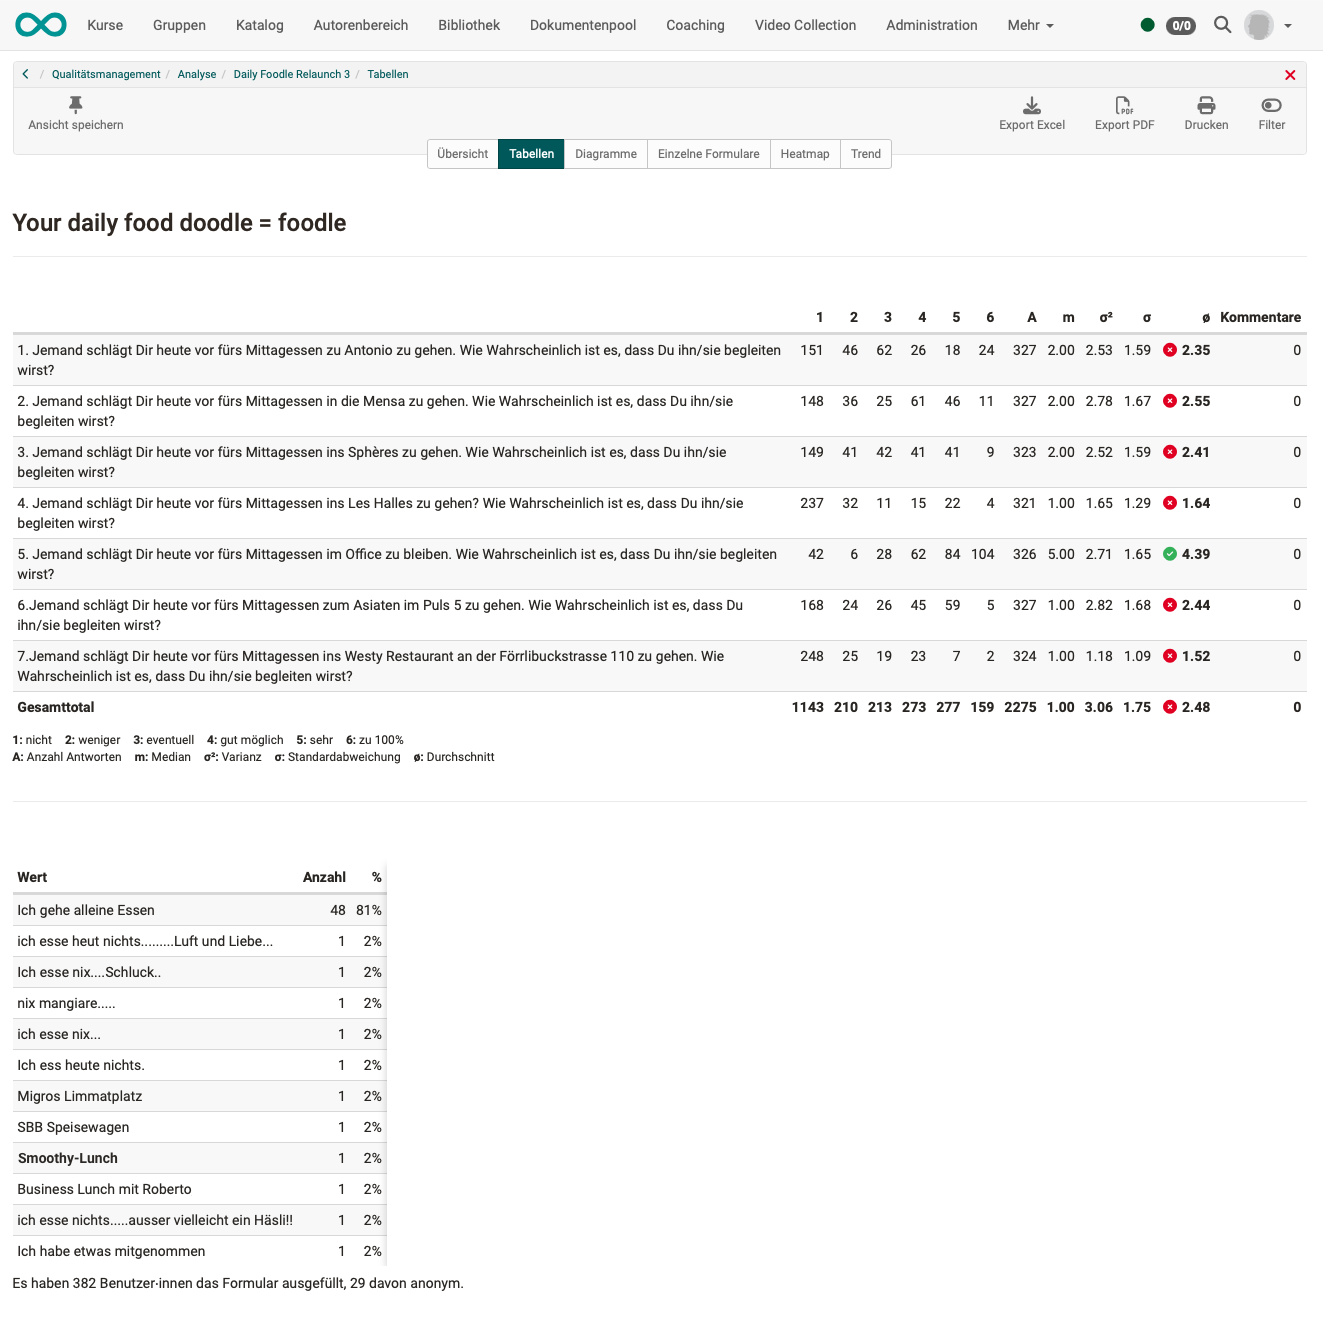 Kurse Gruppen Katalog Autorenbereich Bibliothek Dokumentenpool Coaching Video Collection Administration Mehr 0/0
/ Qualitätsmanagement / Analyse / Daily Foodle Relaunch 3 / Tabellen
Ansicht speichern Export Excel Export PDF Drucken Filter
Übersicht Tabellen Diagramme Einzelne Formulare Heatmap Trend
Your daily food doodle = foodle
1 2 3 4 5 6 A m σ² σ ø Kommentare
1. Jemand schlägt Dir heute vor fürs Mittagessen zu Antonio zu gehen. Wie Wahrscheinlich ist es, dass Du ihn/sie begleiten 151 46 62 26 18 24 327 2.00 2.53 1.59 2.35 0
wirst?
2. Jemand schlägt Dir heute vor fürs Mittagessen in die Mensa zu gehen. Wie Wahrscheinlich ist es, dass Du ihn/sie 148 36 25 61 46 11 327 2.00 2.78 1.67 2.55 0
begleiten wirst?
3. Jemand schlägt Dir heute vor fürs Mittagessen ins Sphères zu gehen. Wie Wahrscheinlich ist es, dass Du ihn/sie 149 41 42 41 41 9 323 2.00 2.52 1.59 2.41 0
begleiten wirst?
4. Jemand schlägt Dir heute vor fürs Mittagessen ins Les Halles zu gehen? Wie Wahrscheinlich ist es, dass Du ihn/sie 237 32 11 15 22 4 321 1.00 1.65 1.29 1.64 0
begleiten wirst?
5. Jemand schlägt Dir heute vor fürs Mittagessen im Office zu bleiben. Wie Wahrscheinlich ist es, dass Du ihn/sie begleiten 42 6 28 62 84 104 326 5.00 2.71 1.65 4.39 0
wirst?
6.Jemand schlägt Dir heute vor fürs Mittagessen zum Asiaten im Puls 5 zu gehen. Wie Wahrscheinlich ist es, dass Du 168 24 26 45 59 5 327 1.00 2.82 1.68 2.44 0
ihn/sie begleiten wirst?
7.Jemand schlägt Dir heute vor fürs Mittagessen ins Westy Restaurant an der Förrlibuckstrasse 110 zu gehen. Wie 248 25 19 23 7 2 324 1.00 1.18 1.09 1.52 0
Wahrscheinlich ist es, dass Du ihn/sie begleiten wirst?
Gesamttotal 1143 210 213 273 277 159 2275 1.00 3.06 1.75 2.48 0
1: nicht 2: weniger 3: eventuell 4: gut möglich 5: sehr 6: zu 100%
A: Anzahl Antworten m: Median σ²: Varianz σ: Standardabweichung ø: Durchschnitt
Wert Anzahl %
Ich gehe alleine Essen 48 81%
ich esse heut nichts.........Luft und Liebe... 1 2%
Ich esse nix....Schluck.. 1 2%
nix mangiare..... 1 2%
ich esse nix... 1 2%
Ich ess heute nichts. 1 2%
Migros Limmatplatz 1 2%
SBB Speisewagen 1 2%
Smoothy-Lunch 1 2%
Business Lunch mit Roberto 1 2%
ich esse nichts.....ausser vielleicht ein Häsli!! 1 2%
Ich habe etwas mitgenommen 1 2%
Es haben 382 Benutzer·innen das Formular ausgefüllt, 29 davon anonym.